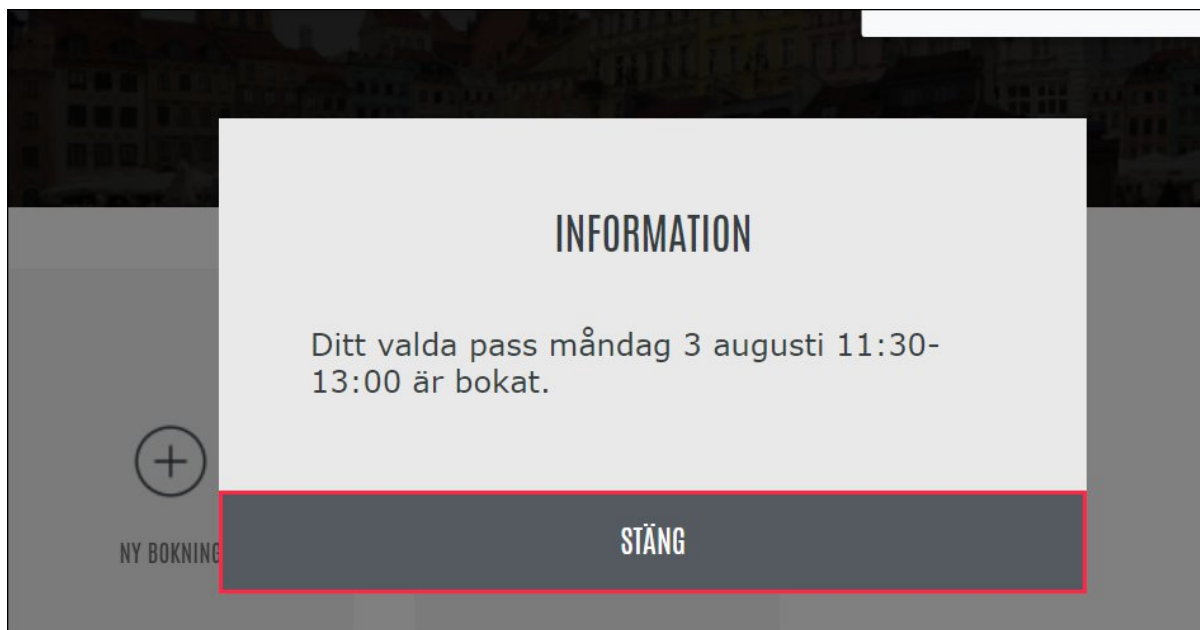 INFORMATION
Ditt valda pass måndag 3 augusti 11:30-
13:00 är bokat.
NY BOKNING
STÄNG